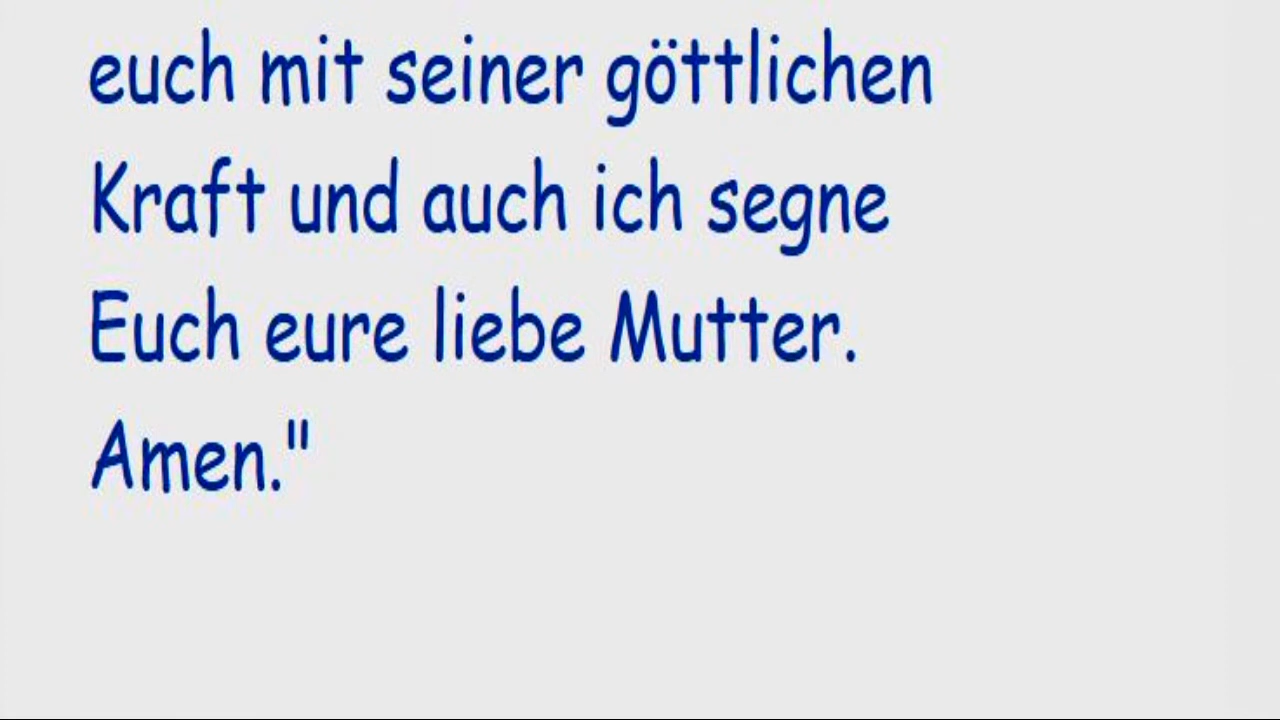 euch mit seiner göttlichen
Kraft und auch ich segne
Euch eure liebe Mutter.
Amen."